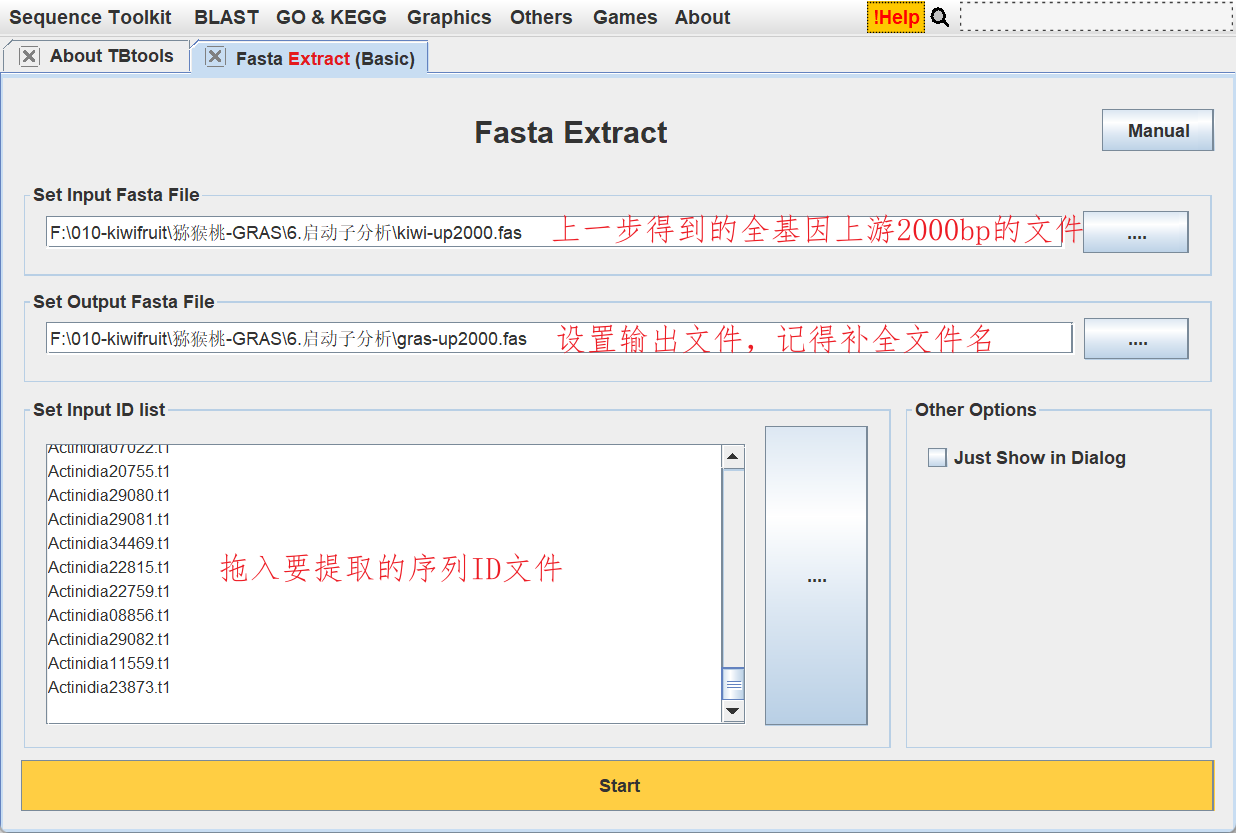 Sequence Toolkit BLAST GO & KEGG Graphics Others Games About !Help
About TBtools Fasta Extract (Basic)
Fasta Extract
Manual
Set Input Fasta File
F:\010-kiwifruit\猕猴桃-GRAS\6.启动子分析\kiwi-up2000.fas 上一步得到的全基因上游2000bp的文件 ....
Set Output Fasta File
F:\010-kiwifruit\猕猴桃-GRAS\6.启动子分析\gras-up2000.fas 设置输出文件，记得补全文件名 ....
Set Input ID list
Other Options
Actinidia07022.t1
Just Show in Dialog
Actinidia20755.t1
Actinidia29080.t1
Actinidia29081.t1
Actinidia34469.t1
Actinidia22815.t1
拖入要提取的序列ID文件
....
Actinidia22759.t1
Actinidia08856.t1
Actinidia29082.t1
Actinidia11559.t1
Actinidia23873.t1
Start